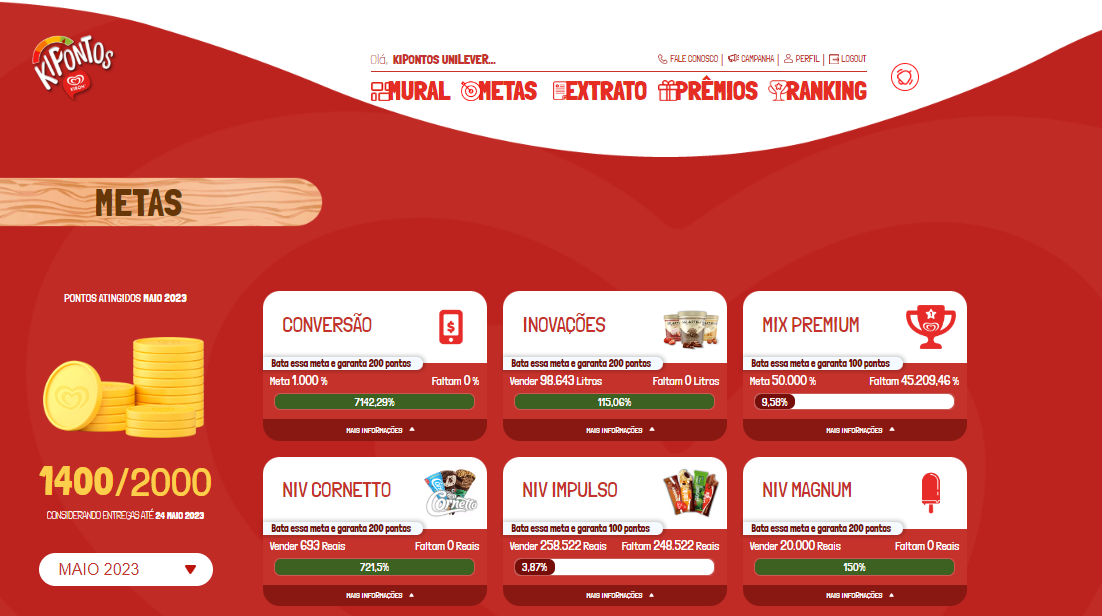 KIPONTOS
KIBON
Olá, KIPONTOS UNILEVER...
FALE CONOSCO | CAMPANHA | PERFIL | LOGOUT
MURAL METAS EXTRATO PRÊMIOS RANKING
METAS
PONTOS ATINGIDOS MAIO 2023
1400/2000
CONSIDERANDO ENTREGAS ATÉ 24 MAIO 2023
MAIO 2023
CONVERSÃO
Bata essa meta e garanta 200 pontos
Meta 1.000 %
Faltam 0 %
7142,29%
MAIS INFORMAÇÕES
INOVAÇÕES
Bata essa meta e garanta 200 pontos
Vender 98.643 Litros
Faltam 0 Litros
115,06%
MAIS INFORMAÇÕES
MIX PREMIUM
1
Bata essa meta e garanta 100 pontos
Meta 50.000 %
Faltam 45.209,46 %
9,58%
MAIS INFORMAÇÕES
NIV CORNETTO
Cornetto
Bata essa meta e garanta 200 pontos
Vender 693 Reais
Faltam 0 Reais
721,5%
MAIS INFORMAÇÕES
NIV IMPULSO
Bata essa meta e garanta 100 pontos
Vender 258.522 Reais
Faltam 248.522 Reais
3,87%
MAIS INFORMAÇÕES
NIV MAGNUM
Bata essa meta e garanta 200 pontos
Vender 20.000 Reais
Faltam 0 Reais
150%
MAIS INFORMAÇÕES